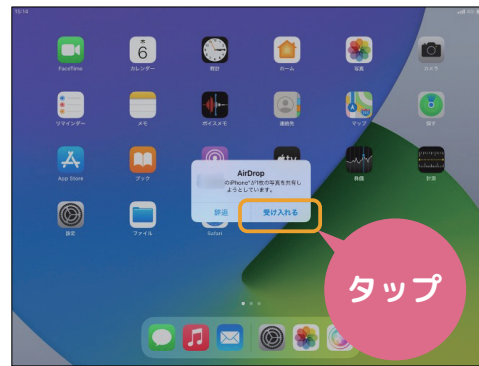 15:14
木
6
FaceTime
カレンダー
時計
ホーム
写真
カメラ
リマインダー
メモ
ボイスメモ
連絡先
マップ
探す
App Store
ブック
tv
株価
計測
AirDrop
のiPhone"が1枚の写真を共有し
ようとしています。
辞退
受け入れる
設定
ファイル
Safari
タップ